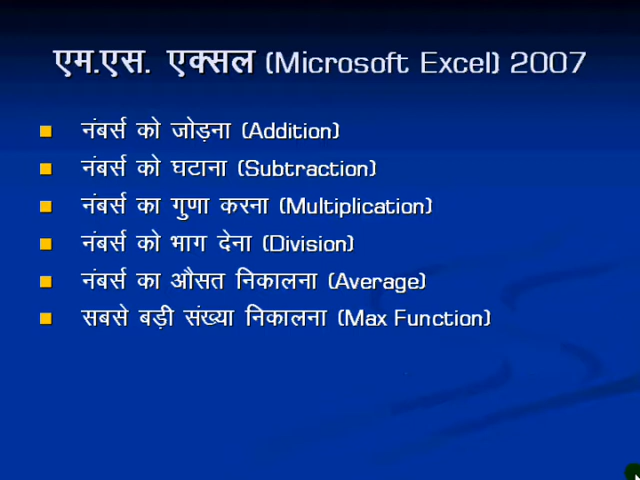 एम.एस. एक्सल (Microsoft Excel) 2007
नंबर्स को जोड़ना (Addition)
नंबर्स को घटाना (Subtraction)
नंबर्स का गुणा करना (Multiplication)
नंबर्स को भाग देना (Division)
नंबर्स का औसत निकालना (Average)
सबसे बड़ी संख्या निकालना (Max Function)